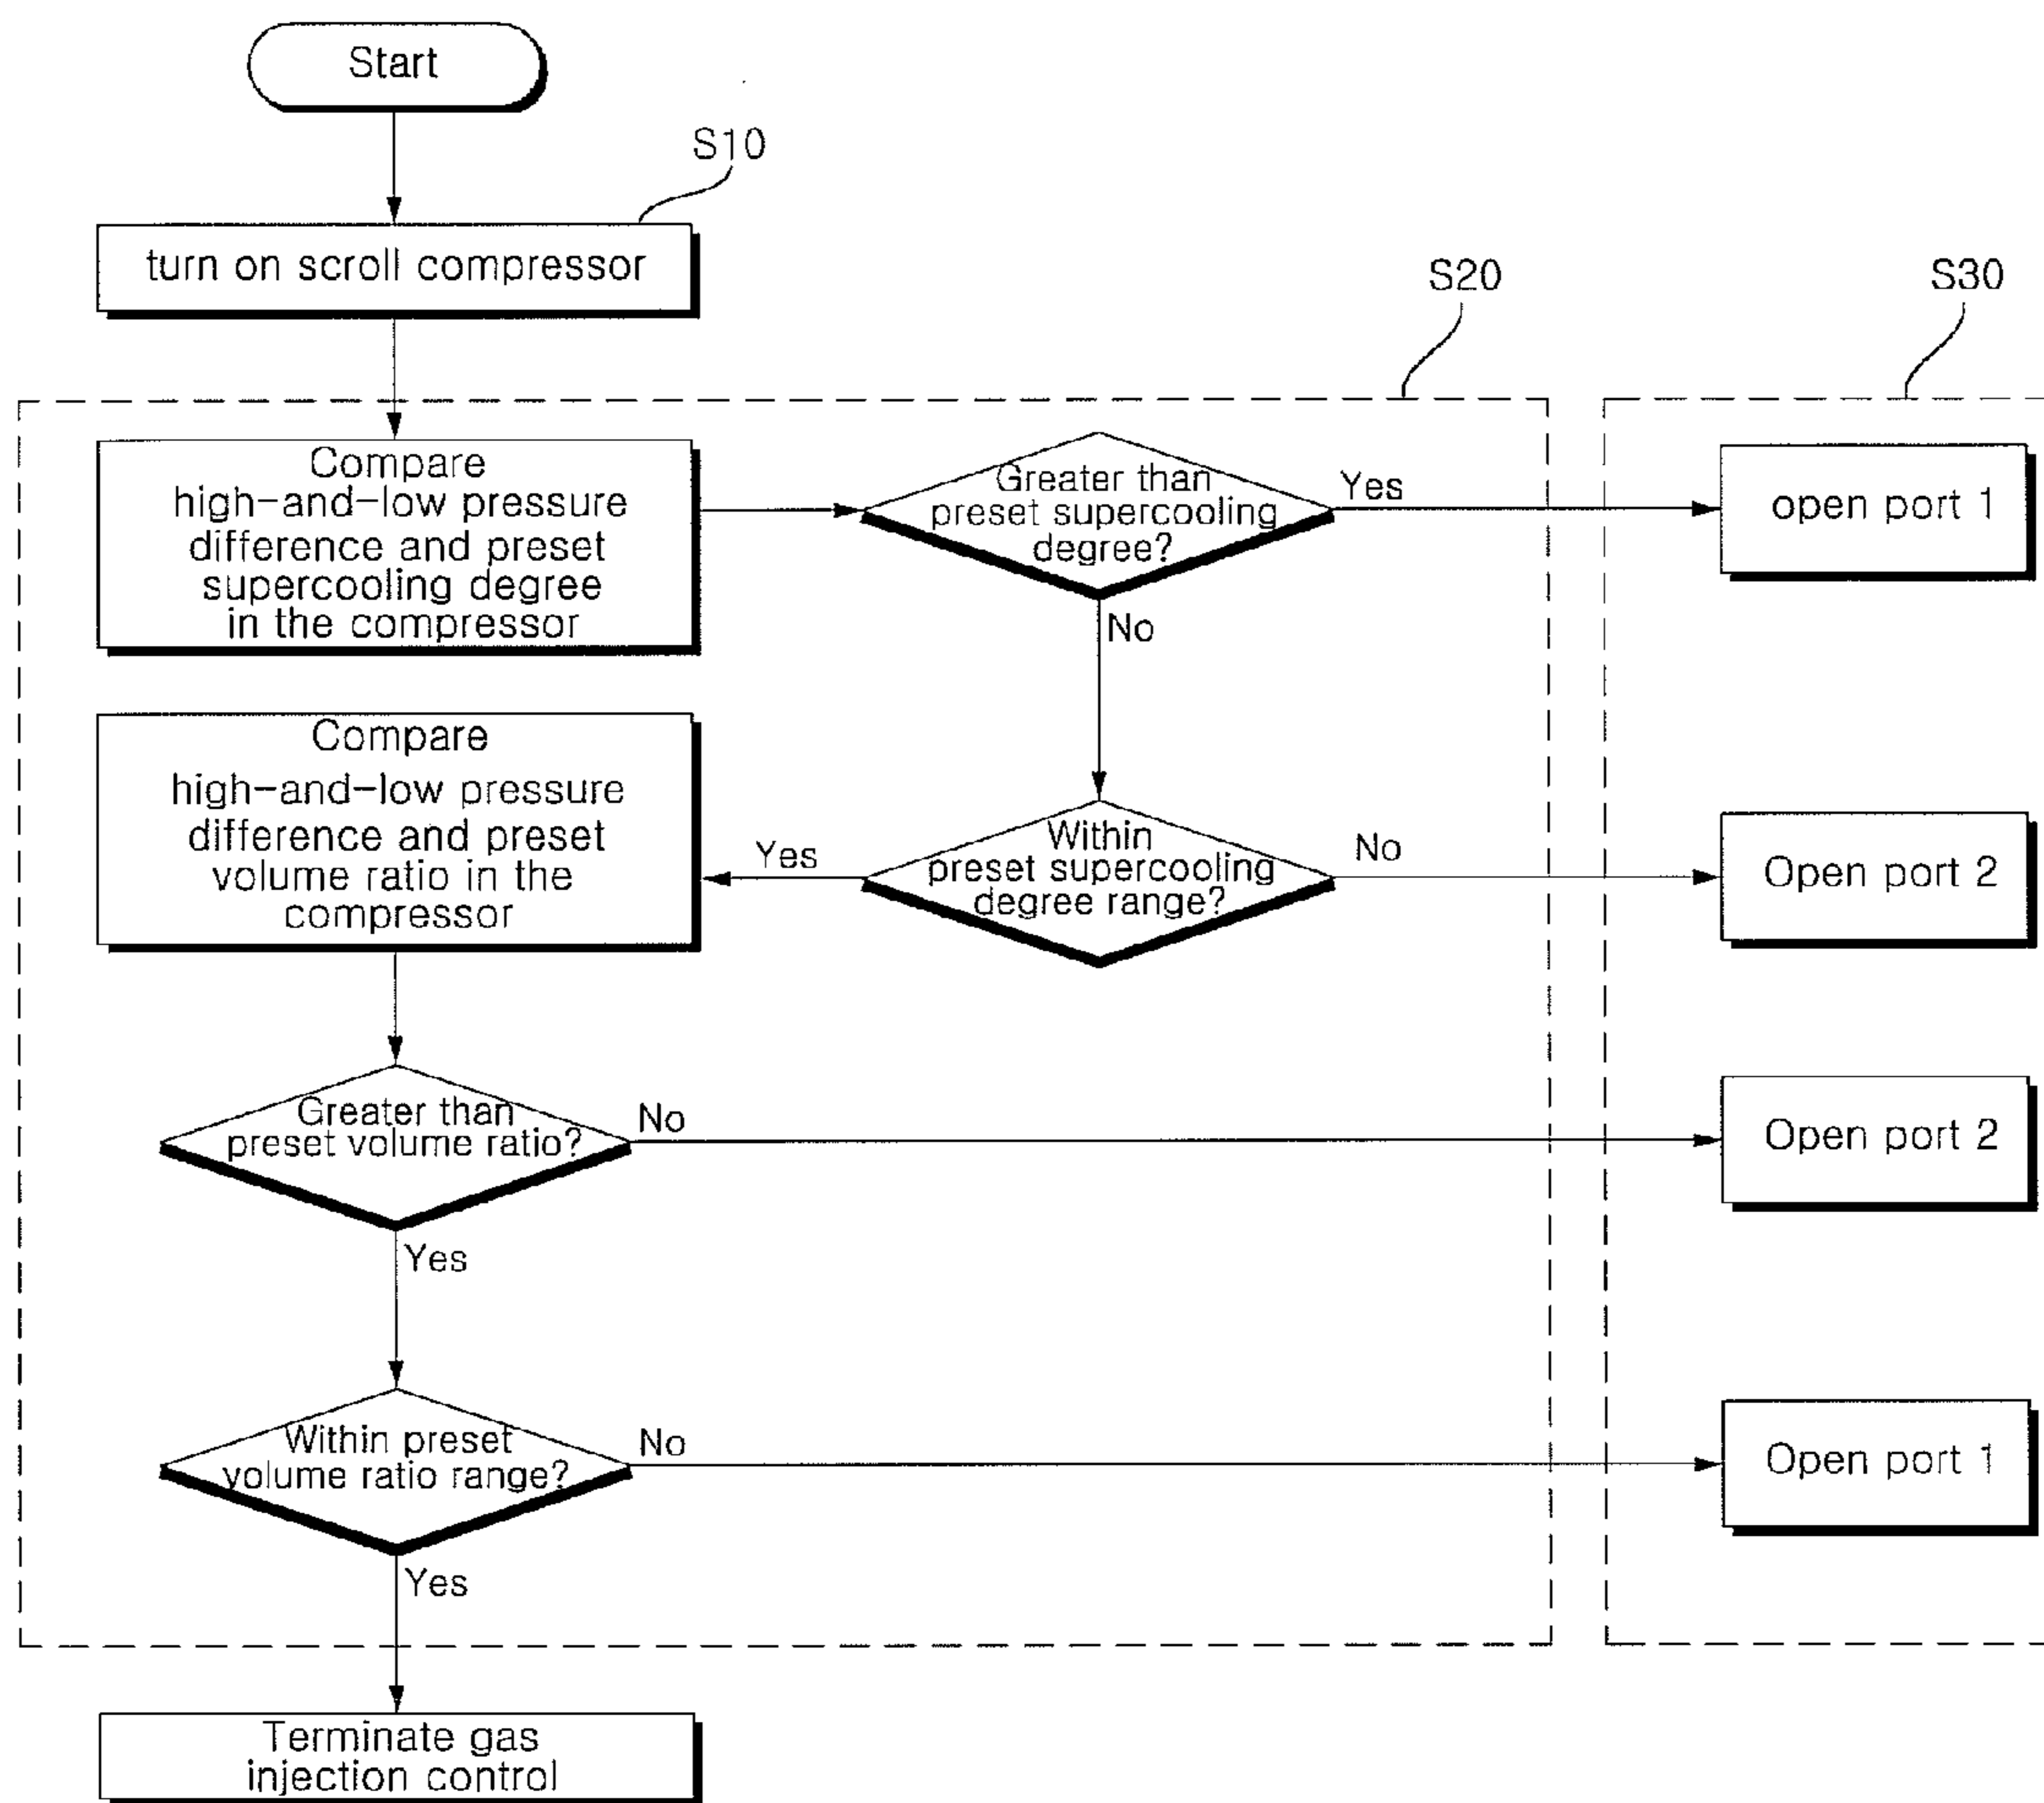 Start
S10
turn on scroll compressor
S20
S30
Compare
high-and-low pressure
difference and preset
supercooling degree
in the compressor
Greater than
preset supercooling
degree?
Yes
open port 1
No
Compare
high-and-low pressure
difference and preset
volume ratio in the
compressor
Yes
Within
preset supercooling
degree range?
No
Open port 2
Greater than
preset volume ratio?
No
Open port 2
Yes
Within preset
volume ratio range?
No
Open port 1
Yes
Terminate gas
injection control